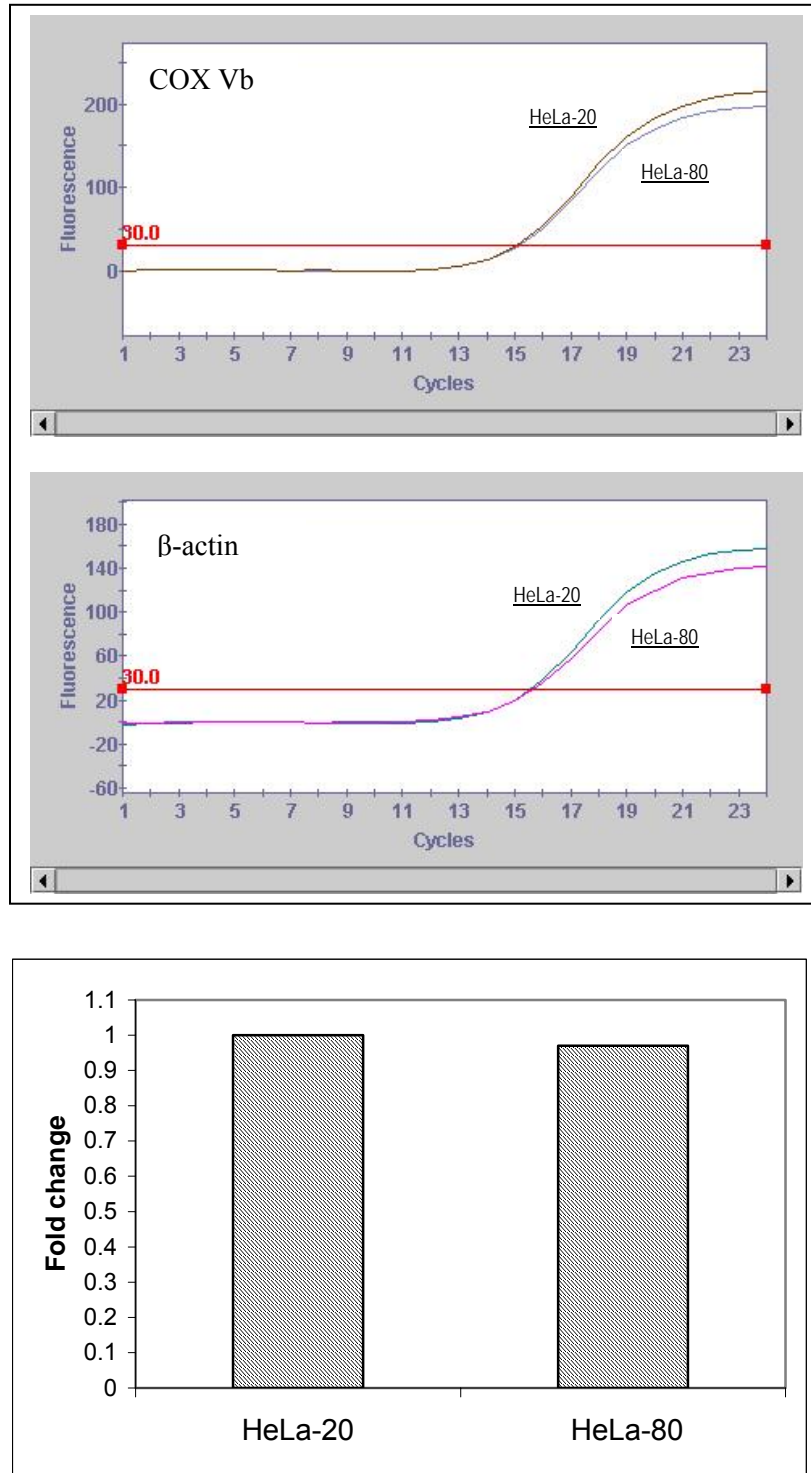 COX Vb
HeLa-20
HeLa-80
200
100
0
30.0
Fluorescence
1 3 5 7 9 11 13 15 17 19 21 23
Cycles
β-actin
HeLa-20
HeLa-80
180
140
100
60
20
-20
-60
30.0
Fluorescence
1 3 5 7 9 11 13 15 17 19 21 23
Cycles
1.1
1
0.9
0.8
0.7
0.6
0.5
0.4
0.3
0.2
0.1
0
Fold change
HeLa-20 HeLa-80